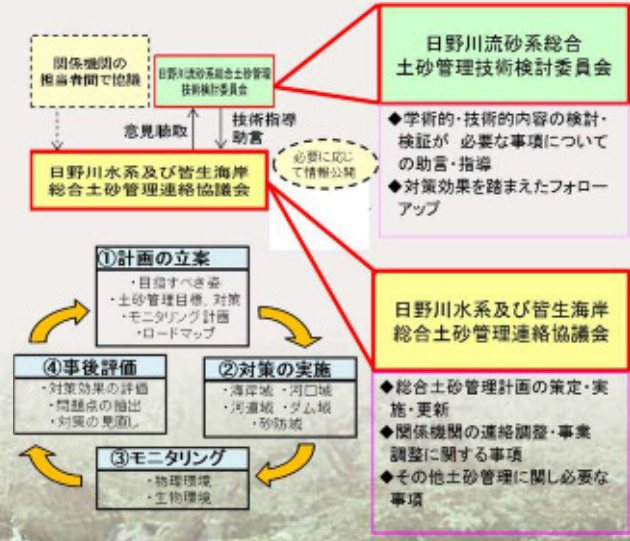 関係機関の
担当者間で協議
日野川流砂系総合土砂管理
技術検討委員会
意見聴取
技術指導
助言
必要に応じ
て情報公開
日野川水系及び皆生海岸
総合土砂管理連絡協議会
日野川流砂系総合
土砂管理技術検討委員会
◆学術的・技術的内容の検討・
検証が 必要な事項について
の助言・指導
◆対策効果を踏まえたフォロー
アップ
①計画の立案
・目指すべき姿
・土砂管理目標、対策
・モニタリング計画
・ロードマップ
④事後評価
・対策効果の評価
・問題点の抽出
・対策の見直し
②対策の実施
・海岸域 ・河口域
・河道域 ・ダム域
・砂防域
③モニタリング
・物理環境
・生物環境
日野川水系及び皆生海岸
総合土砂管理連絡協議会
◆総合土砂管理計画の策定・実
施・更新
◆関係機関の連絡調整・事業
調整に関する事項
◆その他土砂管理に関し必要な
事項